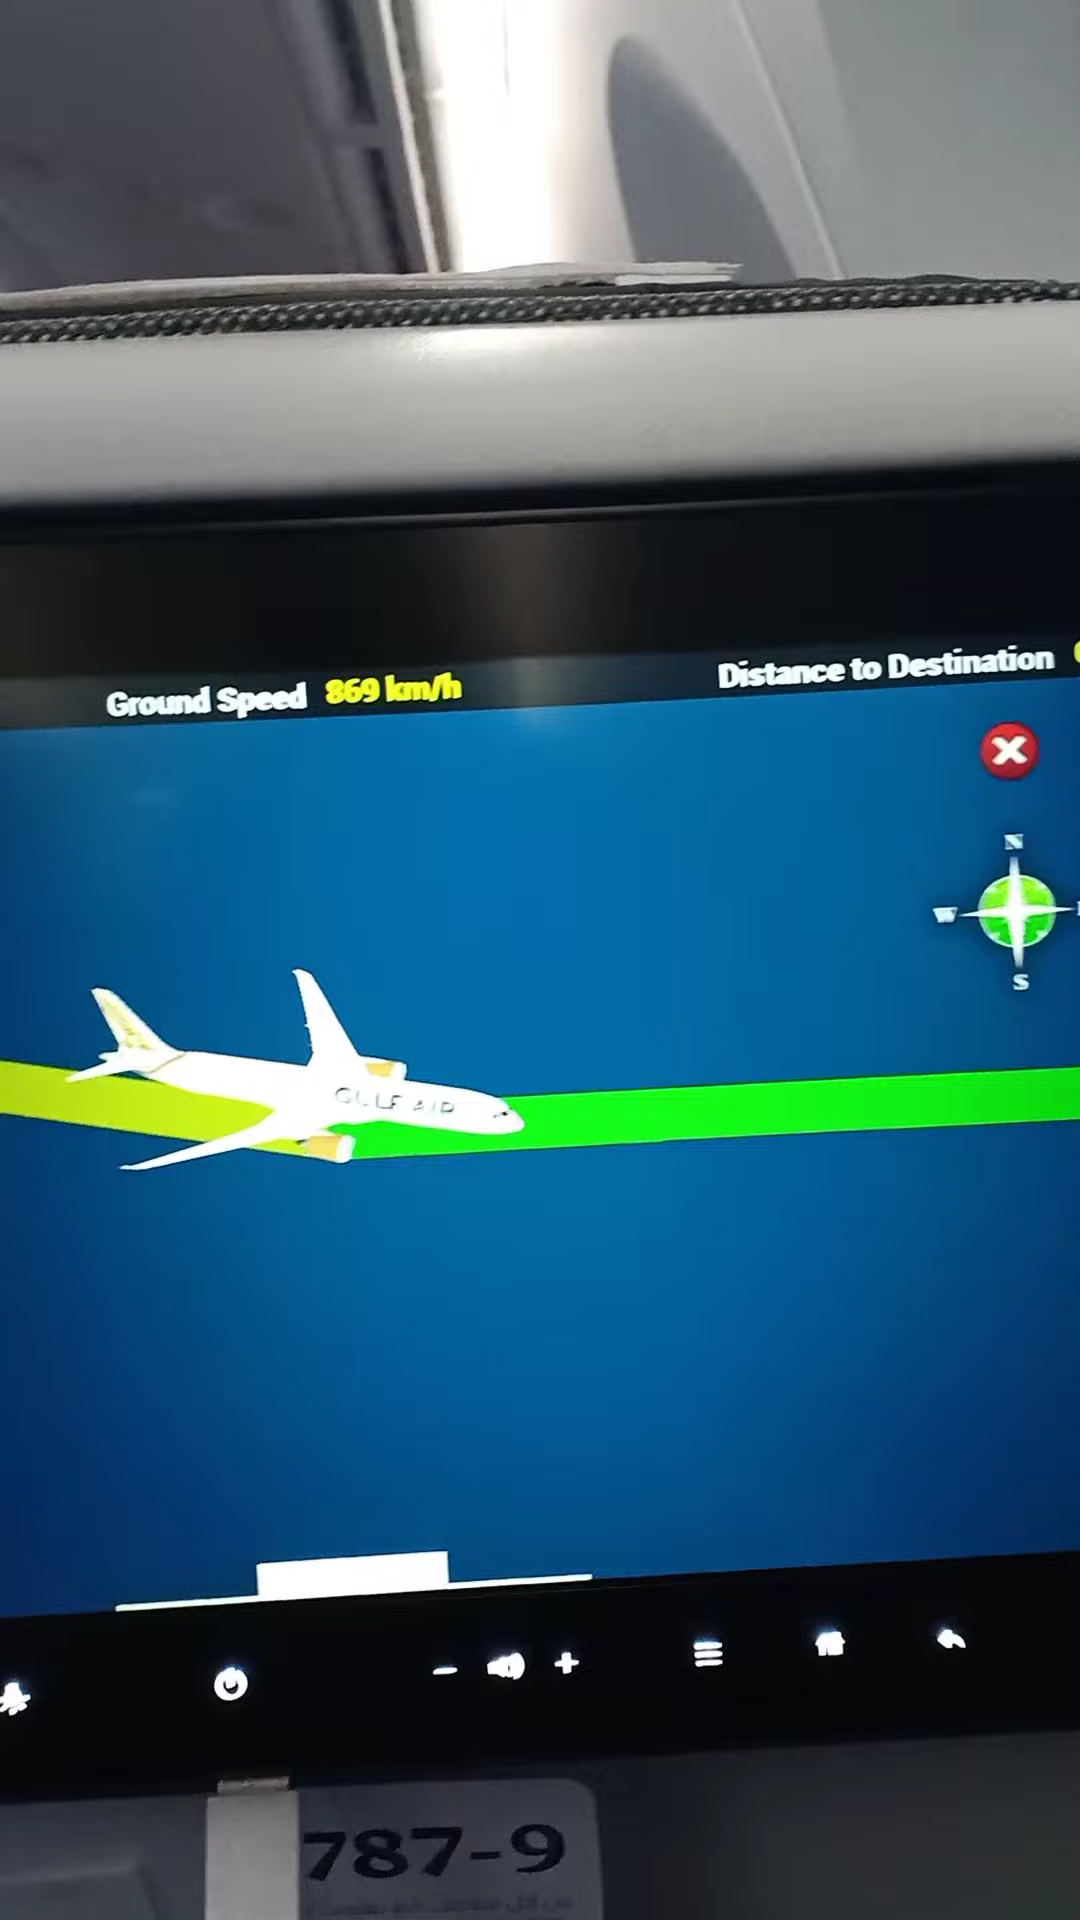 Ground Speed 869 km/h
Distance to Destination
N
W
S
GULF AIR
787-9